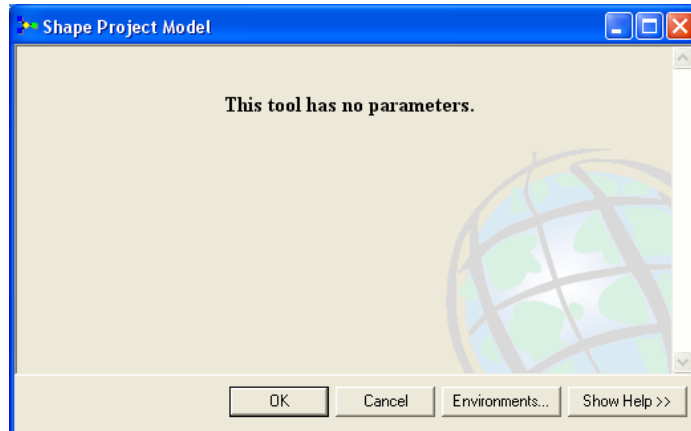 Shape Project Model
This tool has no parameters.
OK Cancel Environments... Show Help >>